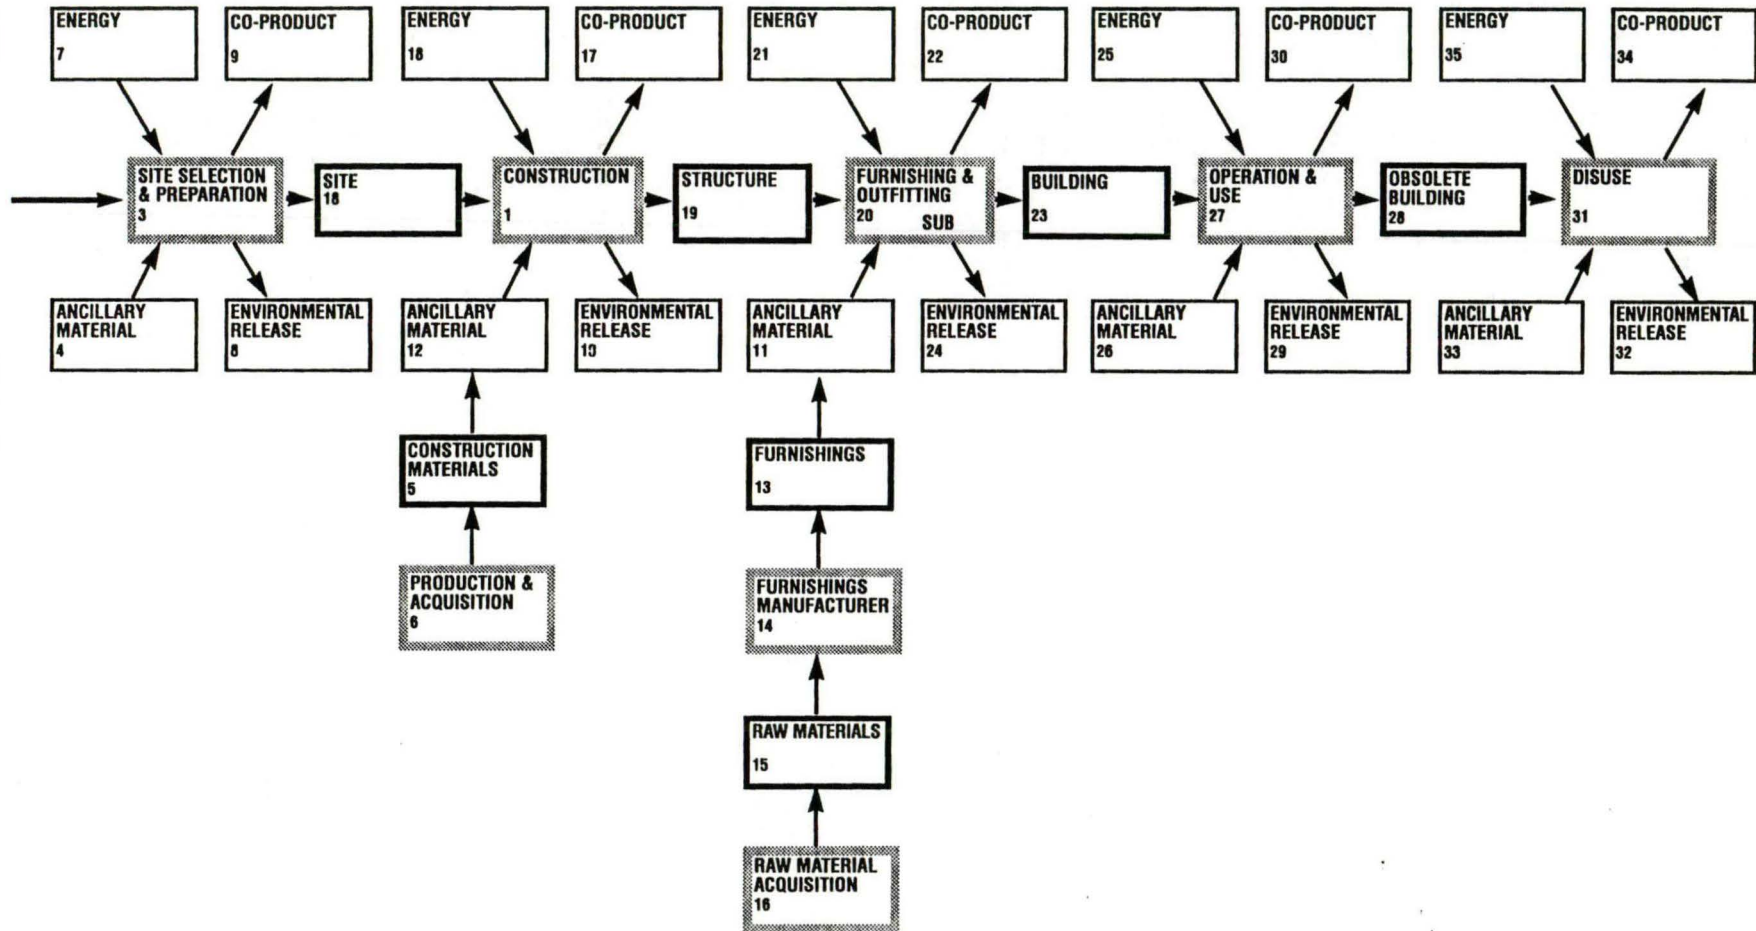 ENERGY
7
CO-PRODUCT
9
ENERGY
18
CO-PRODUCT
17
ENERGY
21
CO-PRODUCT
22
ENERGY
25
CO-PRODUCT
30
ENERGY
35
CO-PRODUCT
34
SITE SELECTION
& PREPARATION
3
SITE
18
CONSTRUCTION
1
STRUCTURE
19
FURNISHING &
OUTFITTING
20 SUB
BUILDING
23
OPERATION &
USE
27
OBSOLETE
BUILDING
28
DISUSE
31
ANCILLARY
MATERIAL
4
ENVIRONMENTAL
RELEASE
8
ANCILLARY
MATERIAL
12
ENVIRONMENTAL
RELEASE
10
ANCILLARY
MATERIAL
11
ENVIRONMENTAL
RELEASE
24
ANCILLARY
MATERIAL
26
ENVIRONMENTAL
RELEASE
29
ANCILLARY
MATERIAL
33
ENVIRONMENTAL
RELEASE
32
CONSTRUCTION
MATERIALS
5
FURNISHINGS
13
PRODUCTION &
ACQUISITION
6
FURNISHINGS
MANUFACTURER
14
RAW MATERIALS
15
RAW MATERIAL
ACQUISITION
16